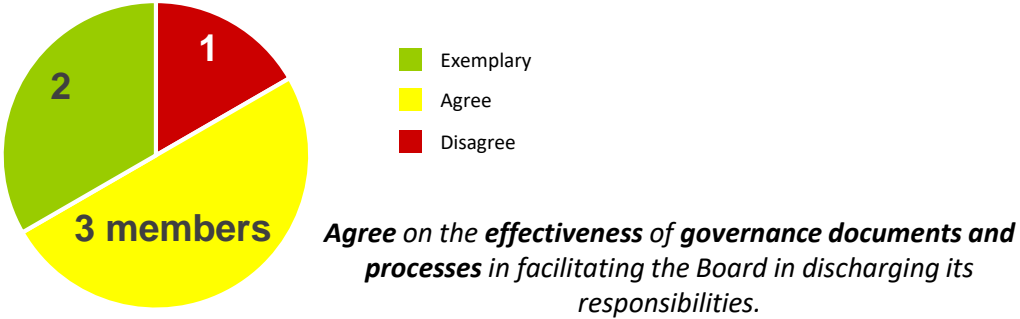 1
2
3 members
Exemplary
Agree
Disagree
Agree on the effectiveness of governance documents and
processes in facilitating the Board in discharging its
responsibilities.